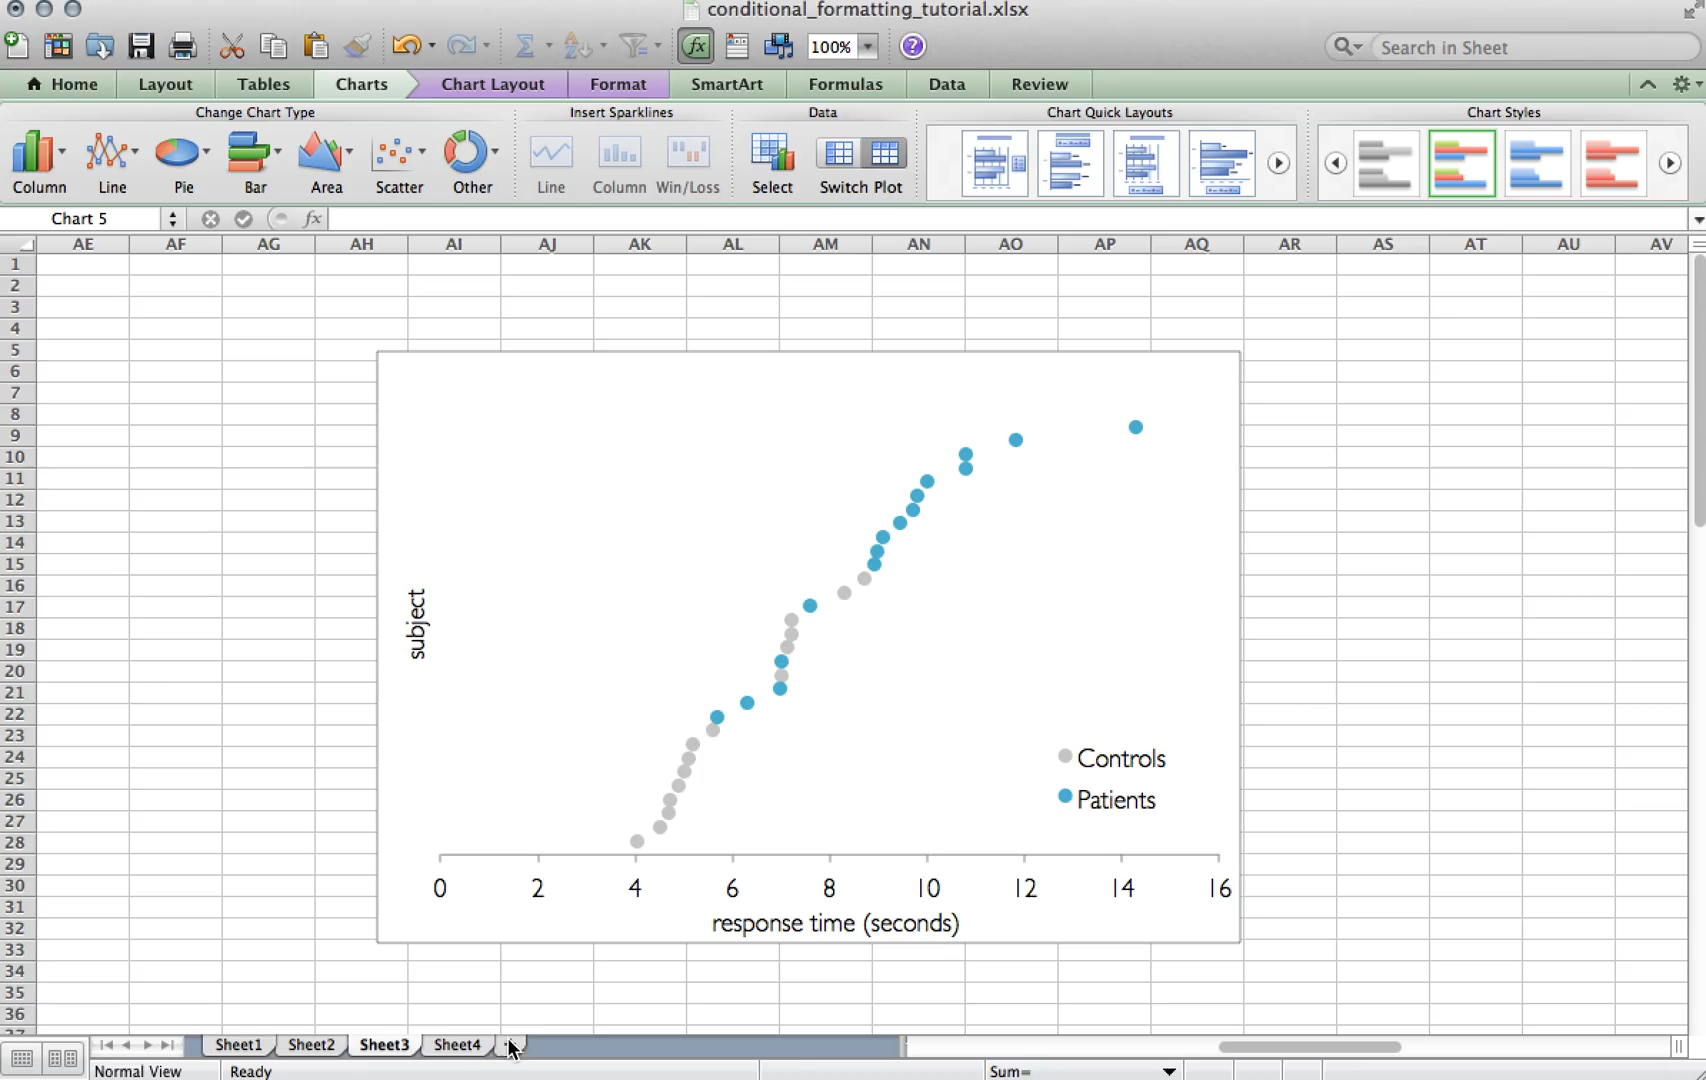 conditional_formatting_tutorial.xlsx
100%
fx
?
Search in Sheet
Home Layout Tables Charts Chart Layout Format SmartArt Formulas Data Review
Change Chart Type Insert Sparklines Data Chart Quick Layouts Chart Styles
Column Line Pie Bar Area Scatter Other Line Column Win/Loss Select Switch Plot
Chart 5 fx
AE AF AG AH AI AJ AK AL AM AN AO AP AQ AR AS AT AU AV
1
2
3
4
5
6
7
8
9
10
11
12
13
14
15
16
17
18
19
20
21
22
23
24
25
26
27
28
29
30
31
32
33
34
35
36
subject
Controls
Patients
0 2 4 6 8 10 12 14 16
response time (seconds)
Sheet1 Sheet2 Sheet3 Sheet4
Normal View Ready Sum=